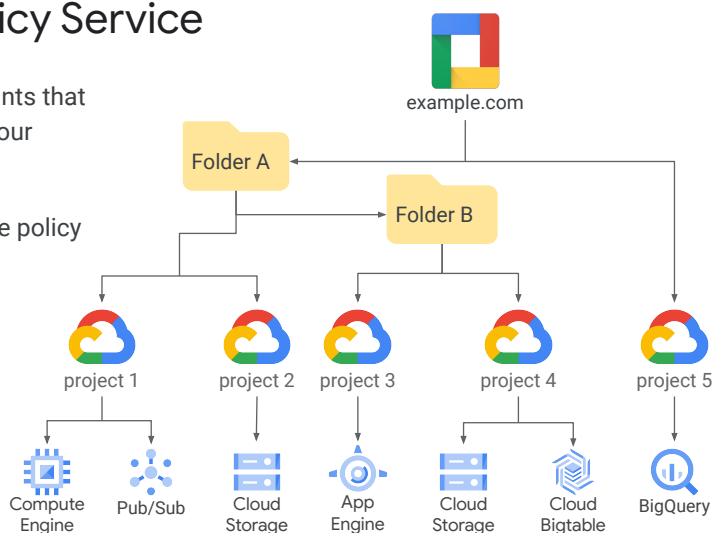 icy Service
nts that
our
e policy
example.com
Folder A
Folder B
project 1
project 2
project 3
project 4
project 5
Compute
Engine
Pub/Sub
Cloud
Storage
App
Engine
Cloud
Storage
Cloud
Bigtable
BigQuery